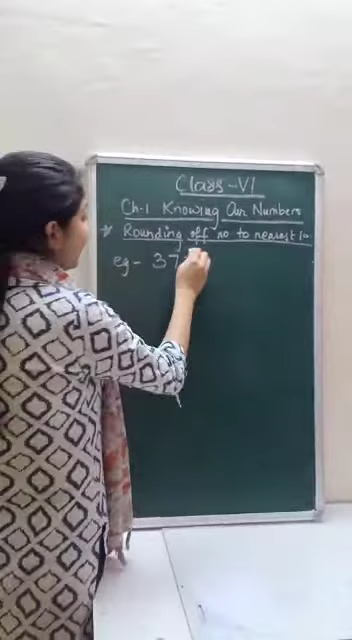 Class-VI
Ch-1 Knowing Our Numbers
* Rounding off no to nearest 10
eg- 37